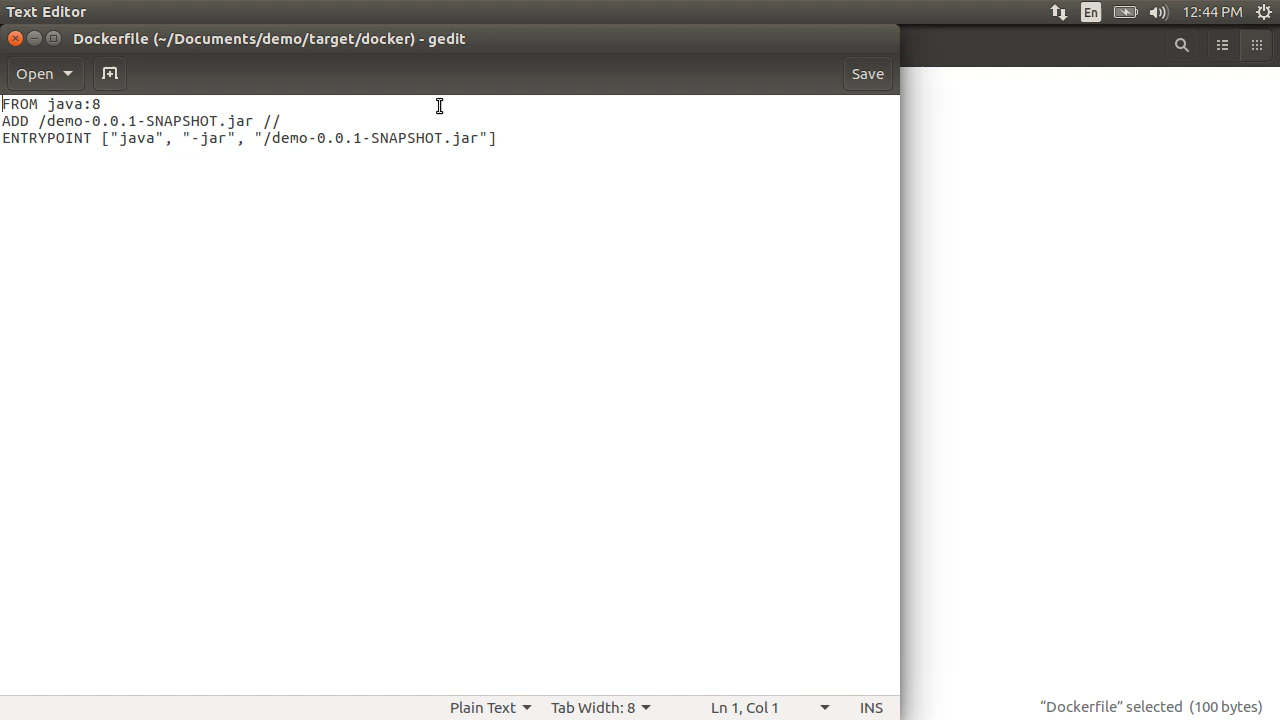 Text Editor
En
12:44 PM
Dockerfile (~/Documents/demo/target/docker) - gedit
Open
Save
FROM java:8
ADD /demo-0.0.1-SNAPSHOT.jar //
ENTRYPOINT ["java", "-jar", "/demo-0.0.1-SNAPSHOT.jar"]
Plain Text
Tab Width: 8
Ln 1, Col 1
INS
“Dockerfile” selected (100 bytes)